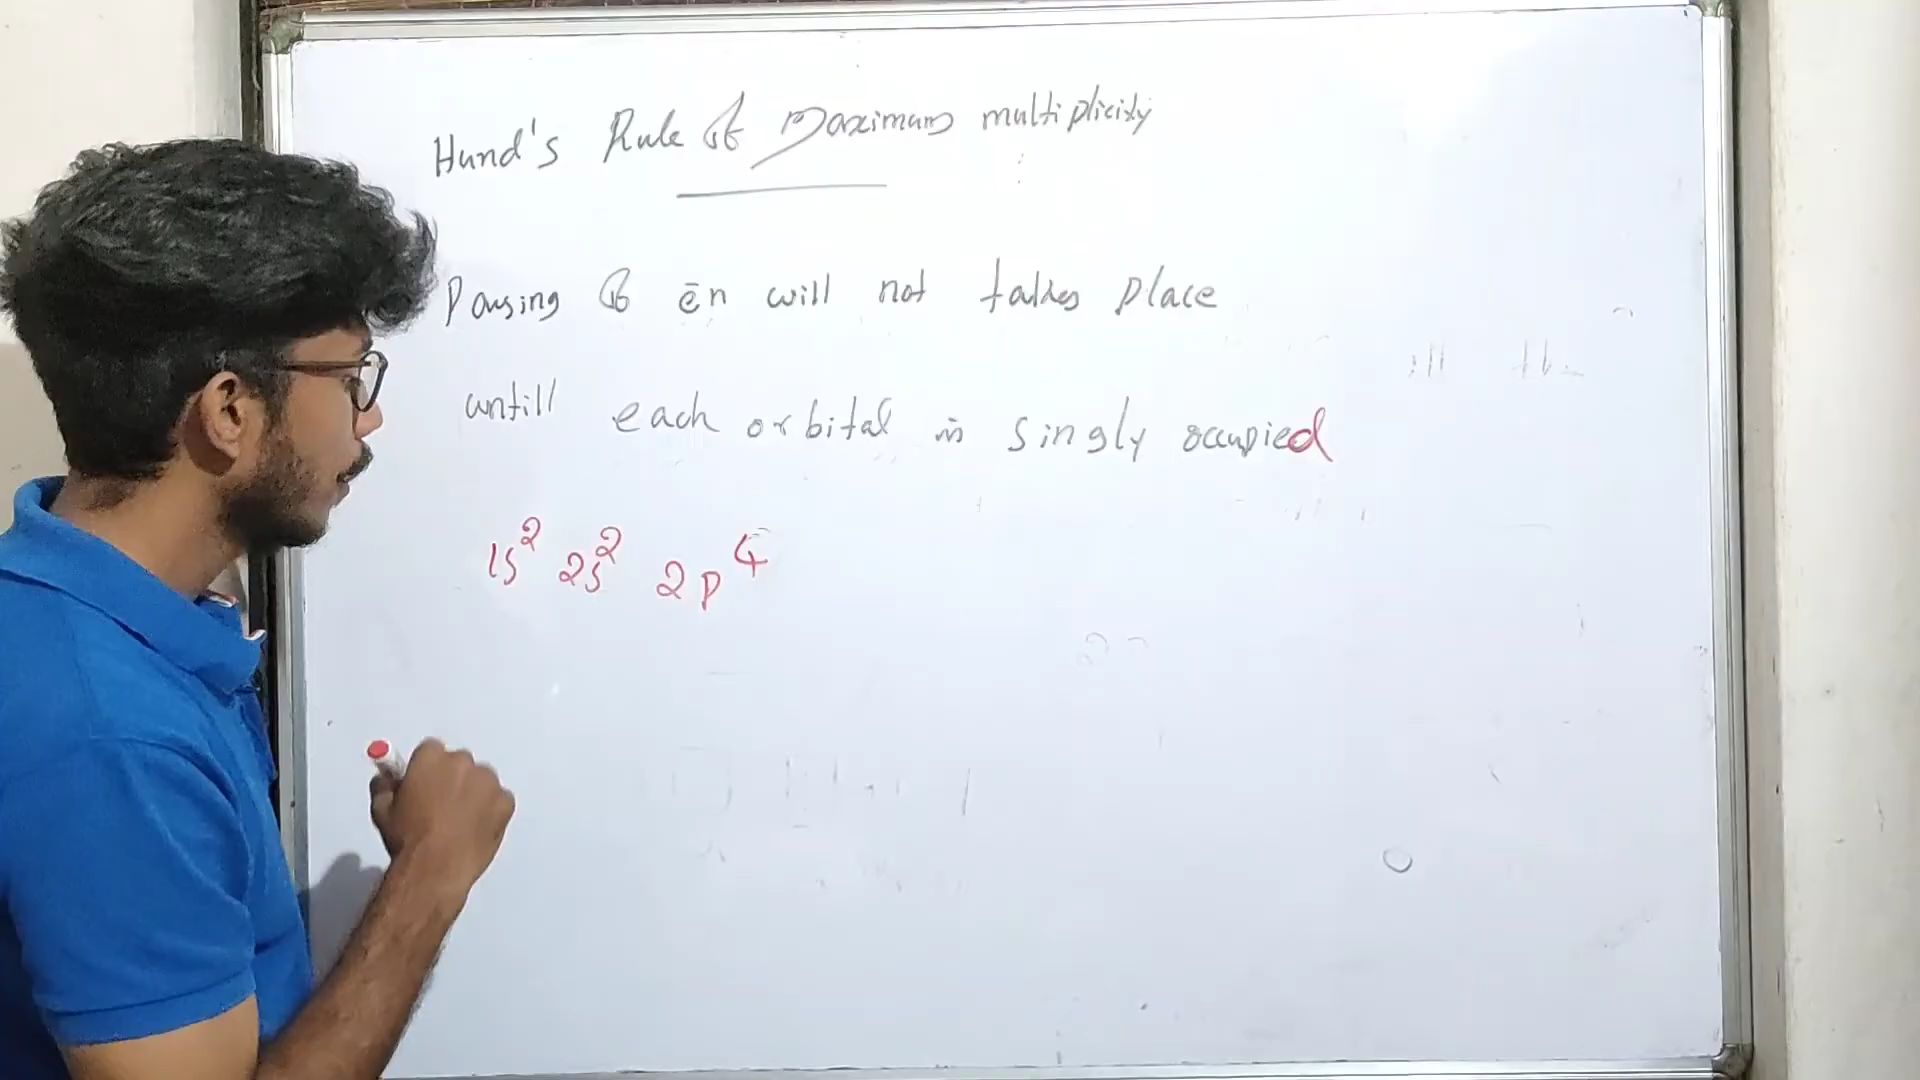 Hund's Rule of Maximum multiplicity
Pairing of ēn will not takes place
untill each orbital is singly occupied
1s² 2s² 2p⁴